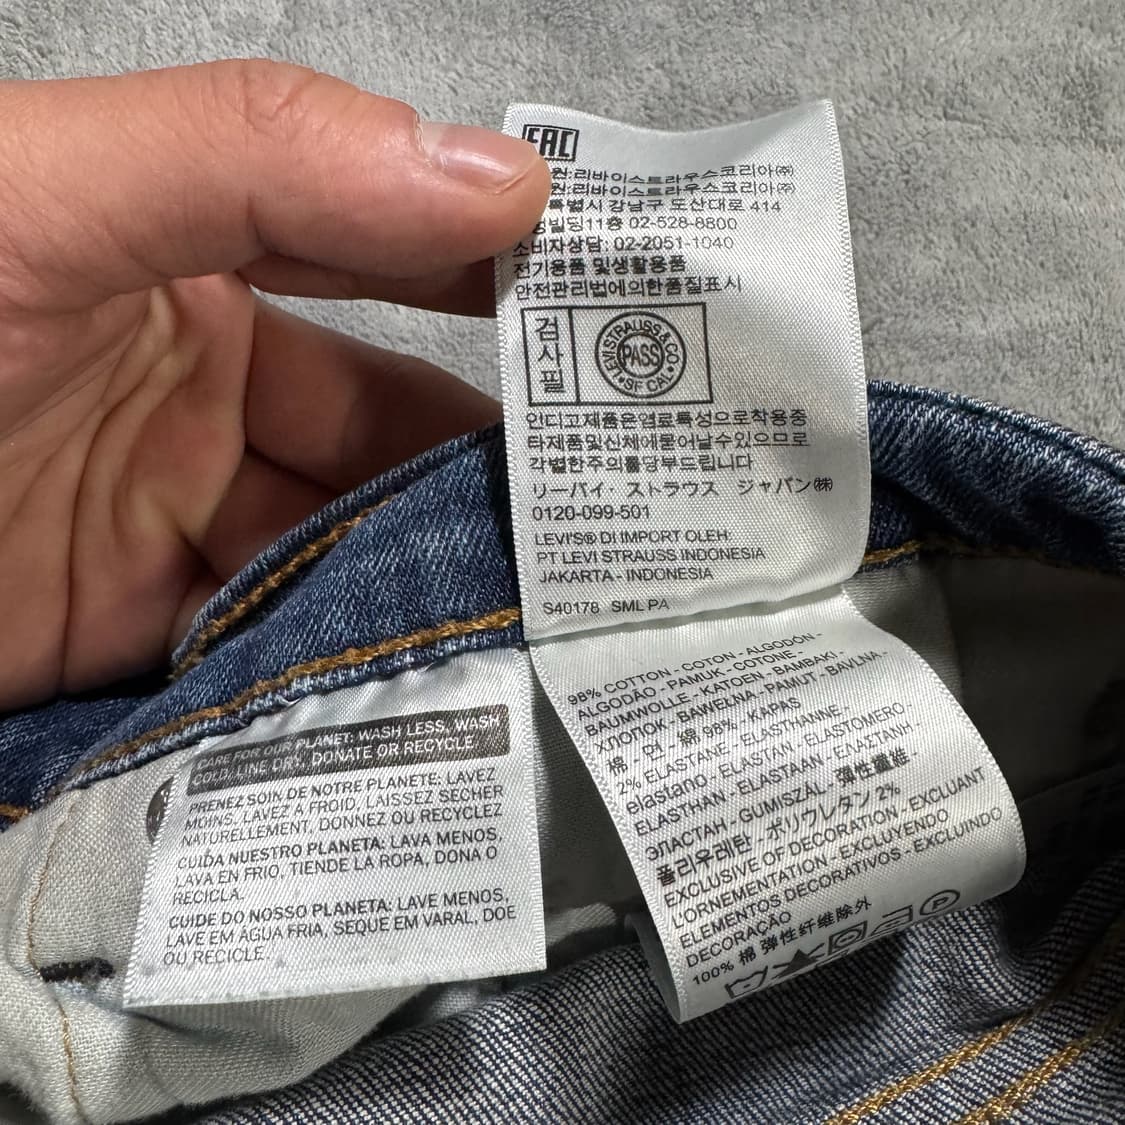 EAC
원:리바이스트라우스코리아㈜
원:리바이스트라우스코리아㈜
특별시 강남구 도산대로 414
빌딩11층 02-528-8800
소비자상담: 02-2051-1040
전기용품 및생활용품
안전관리법에의한품질표시
검사필
LEVI STRAUSS & CO
PASS
SF CAL
인디고제품은염료특성으로착용중
타제품및신체에물어날수있으므로
각별한주의를당부드립니다
リーバイ・ストラウス ジャパン㈱
0120-099-501
LEVI'S® DI IMPORT OLEH:
PT LEVI STRAUSS INDONESIA
JAKARTA - INDONESIA
S40178 SML PA
CARE FOR OUR PLANET: WASH LESS, WASH
COLD, LINE DRY, DONATE OR RECYCLE
PRENEZ SOIN DE NOTRE PLANETE: LAVEZ
MOINS, LAVEZ A FROID, LAISSEZ SECHER
NATURELLEMENT, DONNEZ OU RECYCLEZ
CUIDA NUESTRO PLANETA: LAVA MENOS,
LAVA EN FRIO, TIENDE LA ROPA, DONA O
RECICLA.
CUIDE DO NOSSO PLANETA: LAVE MENOS,
LAVE EM ÁGUA FRIA, SEQUE EM VARAL, DOE
OU RECICLE.
98% COTTON - COTON - ALGODÓN -
ALGODÃO - PAMUK - COTONE -
BAUMWOLLE - KATOEN - BAMBAKI -
ХЛОПОК - BAWEŁNA - PAMUT - BAVLNA -
棉 - 면 - 綿 98% - KAPAS
2% ELASTANE - ELASTHANNE -
elastano - ELASTAN - ELASTOMERO -
ELASTHAN - ELASTAAN - ΕΛΑΣΤΑΝΗ -
ЭЛАСТАН - GUMISZÁL - 弾性纖維 -
폴리우레탄 - ポリウレタン 2%
EXCLUSIVE OF DECORATION - EXCLUANT
L'ORNEMENTATION - EXCLUYENDO
ELEMENTOS DECORATIVOS - EXCLUINDO
DECORAÇÃO
100% 棉 弹性纤维除外
P